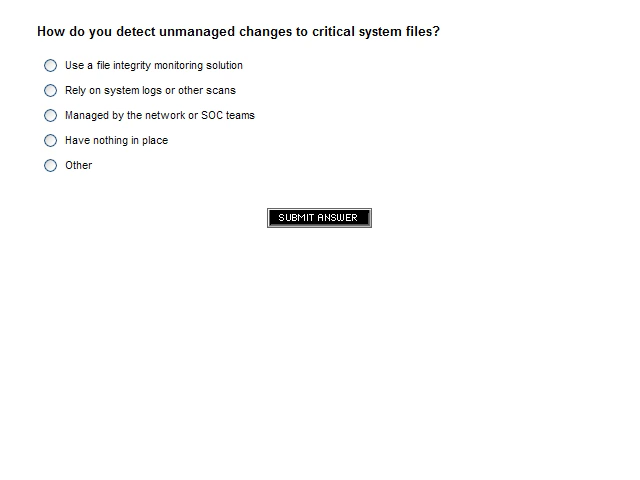 How do you detect unmanaged changes to critical system files?
Use a file integrity monitoring solution
Rely on system logs or other scans
Managed by the network or SOC teams
Have nothing in place
Other
SUBMIT ANSWER